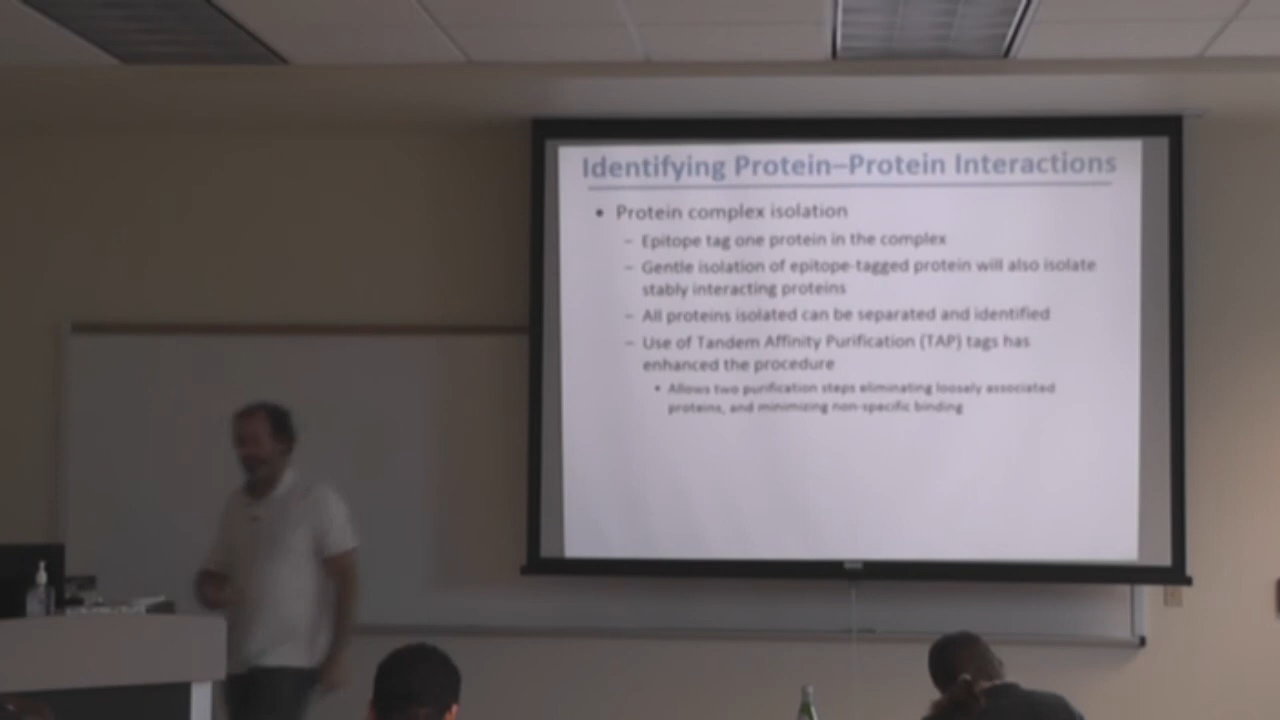 Identifying Protein–Protein Interactions
• Protein complex isolation
– Epitope tag one protein in the complex
– Gentle isolation of epitope-tagged protein will also isolate
stably interacting proteins
– All proteins isolated can be separated and identified
– Use of Tandem Affinity Purification (TAP) tags has
enhanced the procedure
• Allows two purification steps eliminating loosely associated
proteins, and minimizing non-specific binding